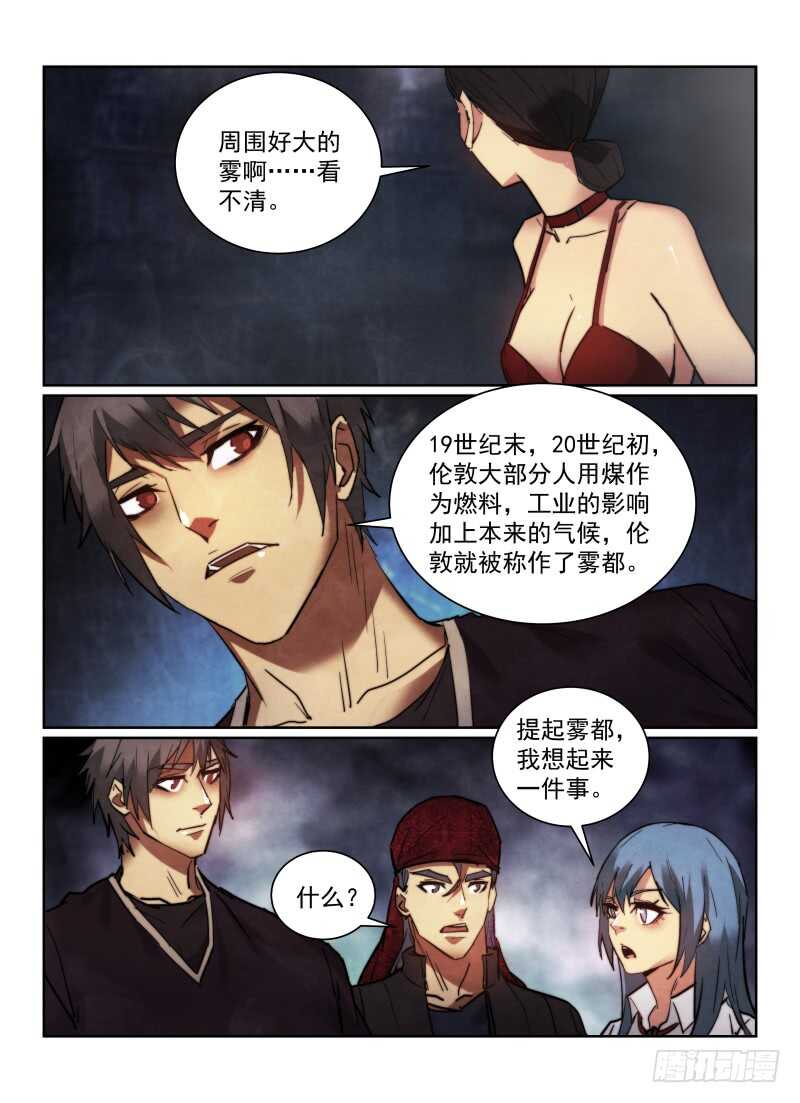 周围好大的
雾啊……看
不清。
19世纪末，20世纪初，
伦敦大部分人用煤作
为燃料，工业的影响
加上本来的气候，伦
敦就被称作了雾都。
提起雾都，
我想起来
一件事。
什么？
腾讯动漫